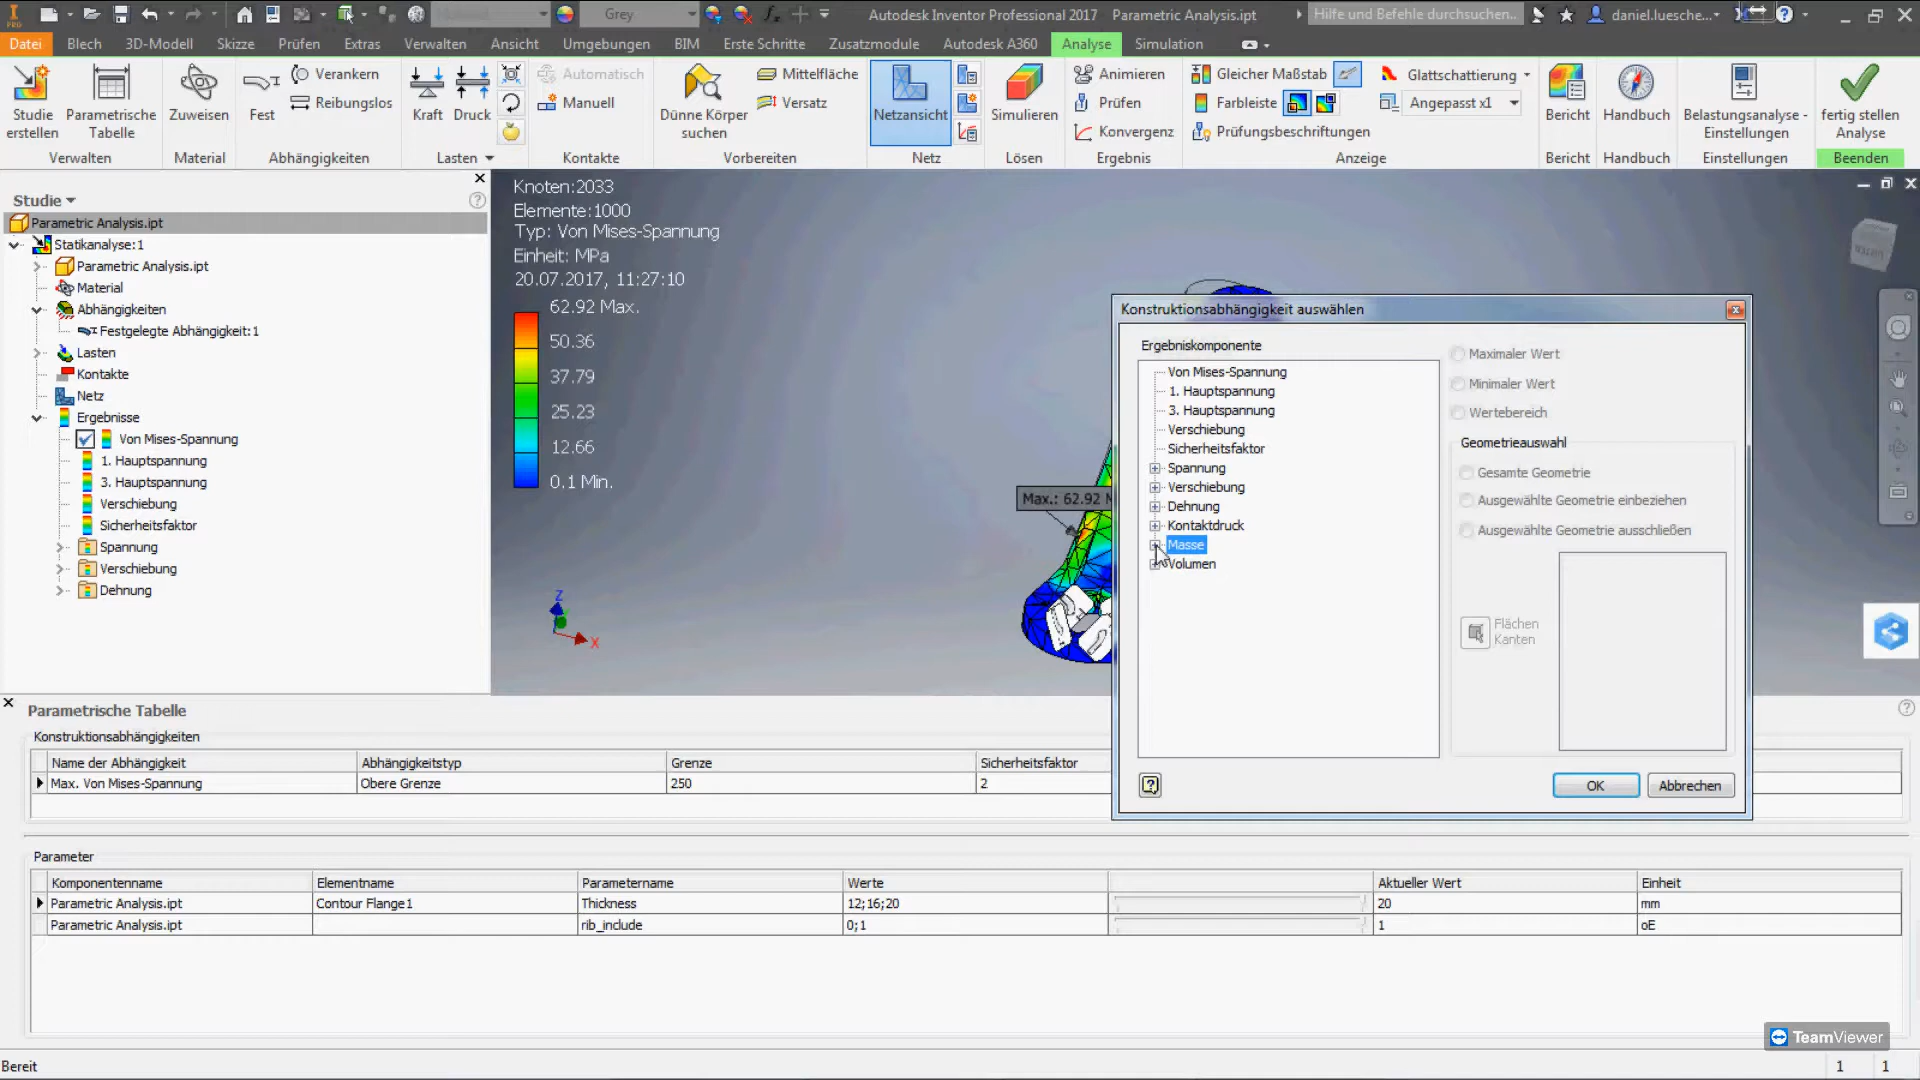 Grey
Autodesk Inventor Professional 2017 Parametric Analysis.ipt
Hilfe und Befehle durchsuchen...
daniel.luesche...
PRO
Datei Blech 3D-Modell Skizze Prüfen Extras Verwalten Ansicht Umgebungen BIM Erste Schritte Zusatzmodule Autodesk A360 Analyse Simulation
Studie erstellen
Parametrische Tabelle
Verwalten
Zuweisen
Material
Fest
Verankern
Reibungslos
Abhängigkeiten
Kraft
Druck
Lasten
Automatisch
Manuell
Kontakte
Dünne Körper suchen
Mittelfläche
Versatz
Vorbereiten
Netzansicht
Netz
Simulieren
Lösen
Animieren
Prüfen
Konvergenz
Ergebnis
Gleicher Maßstab
Farbleiste
Prüfungsbeschriftungen
Glattschattierung
Angepasst x1
Anzeige
Bericht
Bericht
Handbuch
Handbuch
Belastungsanalyse - Einstellungen
Einstellungen
fertig stellen Analyse
Beenden
Studie
Parametric Analysis.ipt
Statikanalyse:1
Parametric Analysis.ipt
Material
Abhängigkeiten
Festgelegte Abhängigkeit:1
Lasten
Kontakte
Netz
Ergebnisse
Von Mises-Spannung
1. Hauptspannung
3. Hauptspannung
Verschiebung
Sicherheitsfaktor
Spannung
Verschiebung
Dehnung
Knoten:2033
Elemente:1000
Typ: Von Mises-Spannung
Einheit: MPa
20.07.2017, 11:27:10
62.92 Max.
50.36
37.79
25.23
12.66
0.1 Min.
Z
X
Max.: 62.92 M
Konstruktionsabhängigkeit auswählen
Ergebniskomponente
Von Mises-Spannung
1. Hauptspannung
3. Hauptspannung
Verschiebung
Sicherheitsfaktor
Spannung
Verschiebung
Dehnung
Kontaktdruck
Masse
Volumen
Maximaler Wert
Minimaler Wert
Wertebereich
Geometrieauswahl
Gesamte Geometrie
Ausgewählte Geometrie einbeziehen
Ausgewählte Geometrie ausschließen
Flächen
Kanten
OK Abbrechen
Parametrische Tabelle
Konstruktionsabhängigkeiten
Name der Abhängigkeit Abhängigkeitstyp Grenze Sicherheitsfaktor
Max. Von Mises-Spannung Obere Grenze 250 2
Parameter
Komponentenname Elementname Parametername Werte Aktueller Wert Einheit
Parametric Analysis.ipt Contour Flange1 Thickness 12;16;20 20 mm
Parametric Analysis.ipt rib_include 0;1 1 oE
TeamViewer
Bereit 1 1